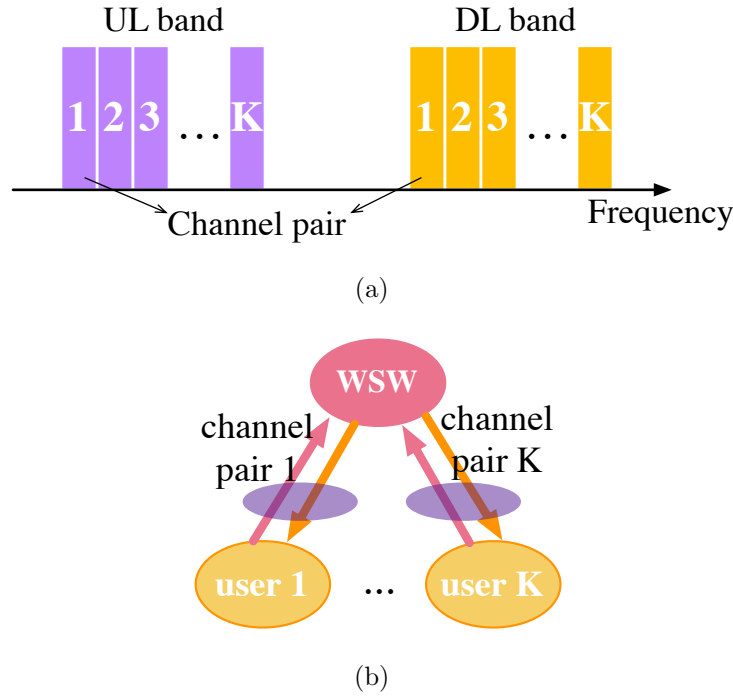 UL band DL band
1 2 3 ... K 1 2 3 ... K
Channel pair
Frequency
(a)
WSW
channel
pair 1
channel
pair K
user 1 ... user K
(b)